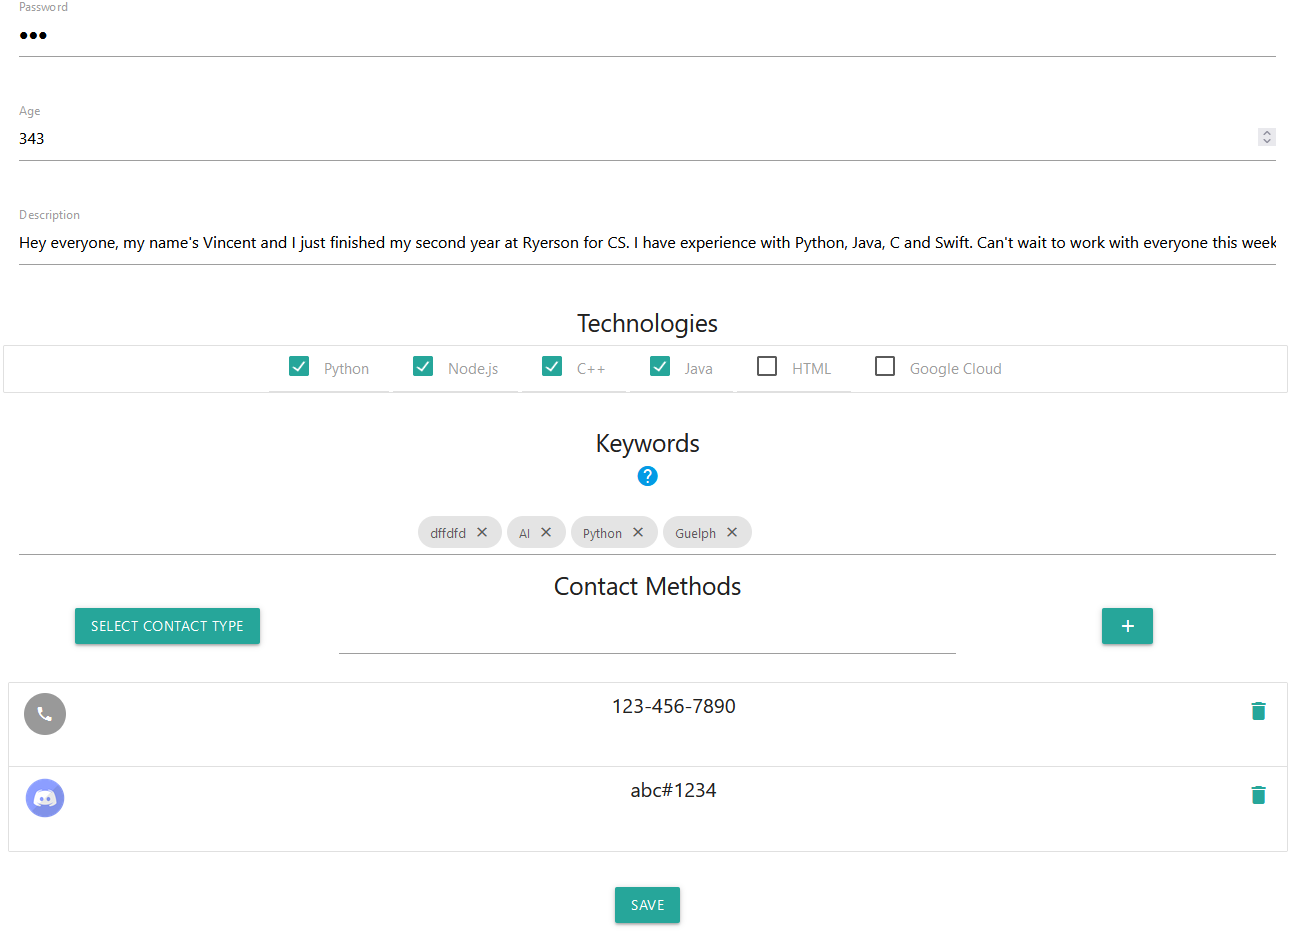 Password
●●●
Age
343
Description
Hey everyone, my name's Vincent and I just finished my second year at Ryerson for CS. I have experience with Python, Java, C and Swift. Can't wait to work with everyone this week
Technologies
Python Node.js C++ Java HTML Google Cloud
Keywords
?
dffdfd AI Python Guelph
Contact Methods
SELECT CONTACT TYPE +
123-456-7890
abc#1234
SAVE